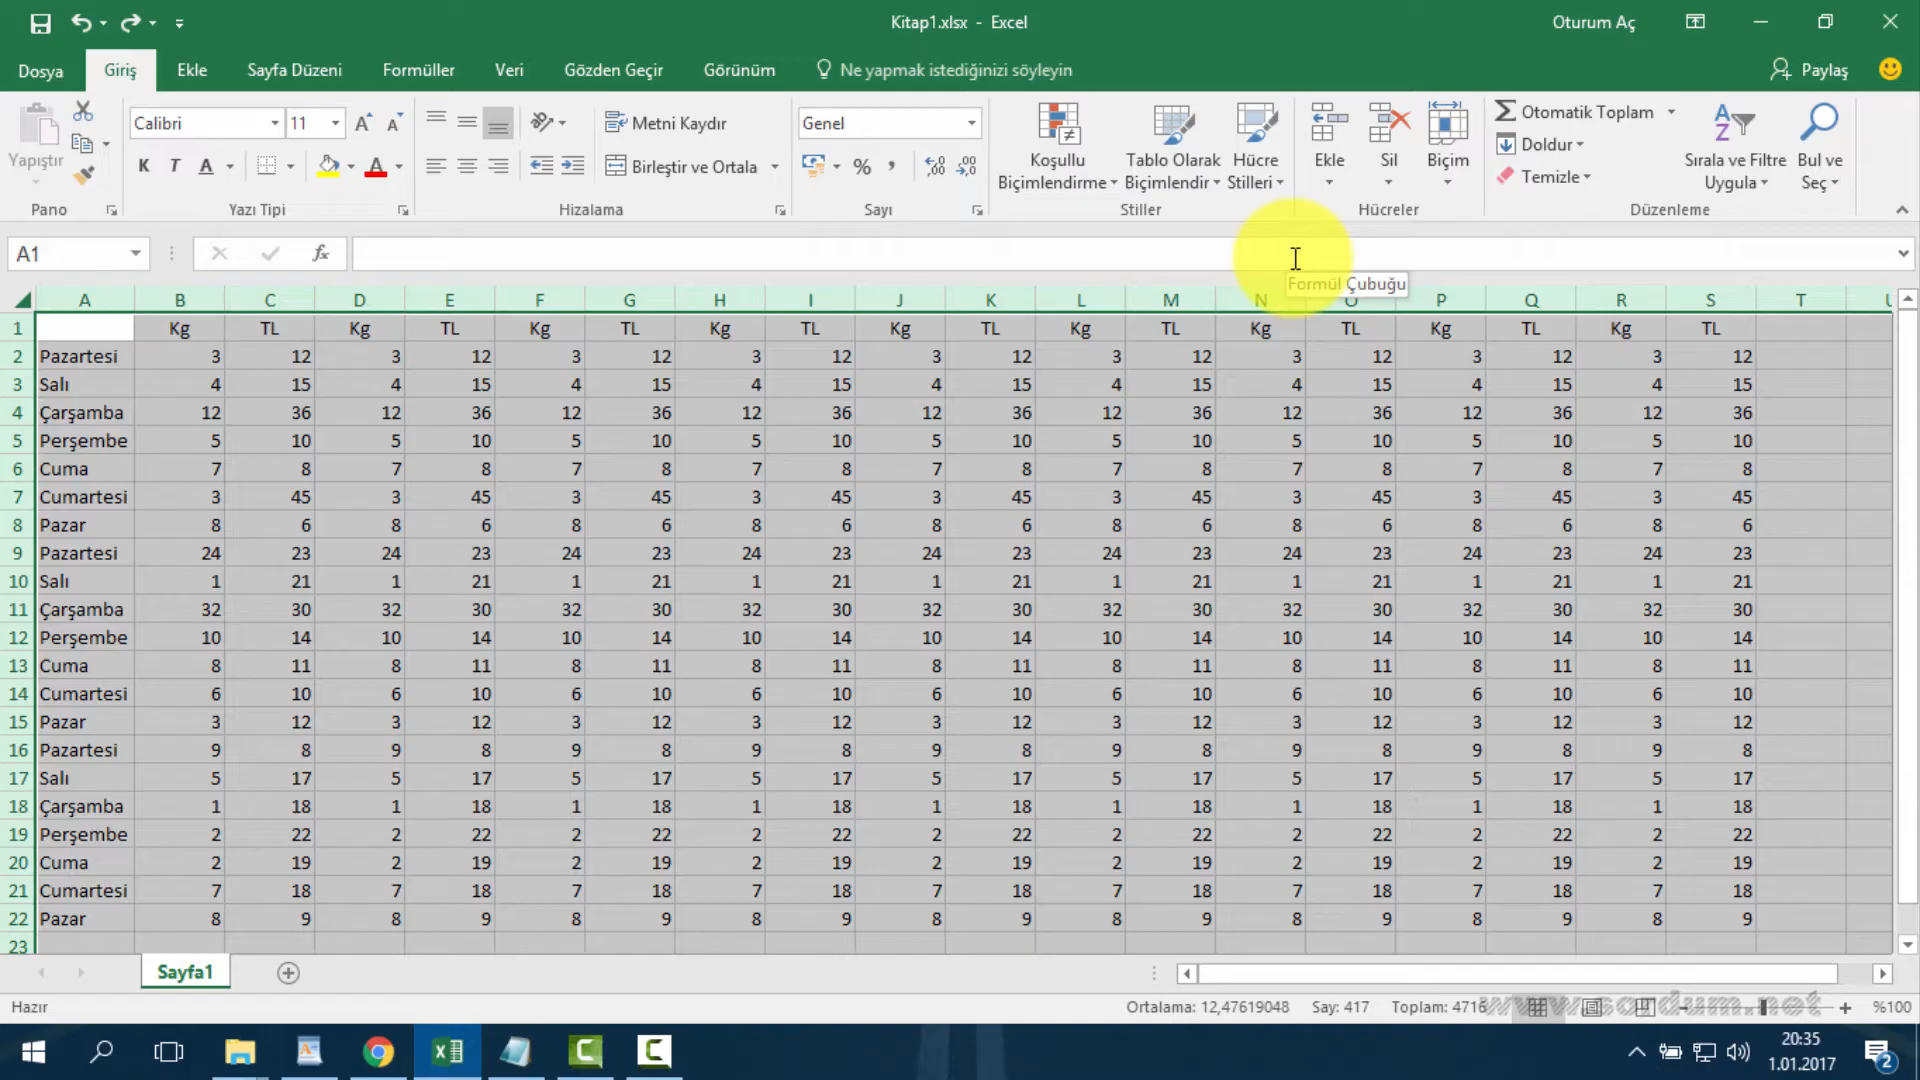 Kitap1.xlsx - Excel
Oturum Aç
Dosya Giriş Ekle Sayfa Düzeni Formüller Veri Gözden Geçir Görünüm Ne yapmak istediğinizi söyleyin Paylaş
Yapıştır
Calibri 11
K T A
Metni Kaydır
Birleştir ve Ortala
Genel
Koşullu Biçimlendirme
Tablo Olarak Biçimlendir
Hücre Stilleri
Ekle
Sil
Biçim
Otomatik Toplam
Doldur
Temizle
Sırala ve Filtre Uygula
Bul ve Seç
Pano Yazı Tipi Hizalama Sayı Stiller Hücreler Düzenleme
A1 fx
Formül Çubuğu
A B C D E F G H I J K L M N O P Q R S T U
1 Kg TL Kg TL Kg TL Kg TL Kg TL Kg TL Kg TL Kg TL Kg TL
2 Pazartesi 3 12 3 12 3 12 3 12 3 12 3 12 3 12 3 12 3 12
3 Salı 4 15 4 15 4 15 4 15 4 15 4 15 4 15 4 15 4 15
4 Çarşamba 12 36 12 36 12 36 12 36 12 36 12 36 12 36 12 36 12 36
5 Perşembe 5 10 5 10 5 10 5 10 5 10 5 10 5 10 5 10 5 10
6 Cuma 7 8 7 8 7 8 7 8 7 8 7 8 7 8 7 8 7 8
7 Cumartesi 3 45 3 45 3 45 3 45 3 45 3 45 3 45 3 45 3 45
8 Pazar 8 6 8 6 8 6 8 6 8 6 8 6 8 6 8 6 8 6
9 Pazartesi 24 23 24 23 24 23 24 23 24 23 24 23 24 23 24 23 24 23
10 Salı 1 21 1 21 1 21 1 21 1 21 1 21 1 21 1 21 1 21
11 Çarşamba 32 30 32 30 32 30 32 30 32 30 32 30 32 30 32 30 32 30
12 Perşembe 10 14 10 14 10 14 10 14 10 14 10 14 10 14 10 14 10 14
13 Cuma 8 11 8 11 8 11 8 11 8 11 8 11 8 11 8 11 8 11
14 Cumartesi 6 10 6 10 6 10 6 10 6 10 6 10 6 10 6 10 6 10
15 Pazar 3 12 3 12 3 12 3 12 3 12 3 12 3 12 3 12 3 12
16 Pazartesi 9 8 9 8 9 8 9 8 9 8 9 8 9 8 9 8 9 8
17 Salı 5 17 5 17 5 17 5 17 5 17 5 17 5 17 5 17 5 17
18 Çarşamba 1 18 1 18 1 18 1 18 1 18 1 18 1 18 1 18 1 18
19 Perşembe 2 22 2 22 2 22 2 22 2 22 2 22 2 22 2 22 2 22
20 Cuma 2 19 2 19 2 19 2 19 2 19 2 19 2 19 2 19 2 19
21 Cumartesi 7 18 7 18 7 18 7 18 7 18 7 18 7 18 7 18 7 18
22 Pazar 8 9 8 9 8 9 8 9 8 9 8 9 8 9 8 9 8 9
23
Sayfa1
Hazır Ortalama: 12,47619048 Say: 417 Toplam: 4716 www.sordum.net %100
20:35
1.01.2017
2